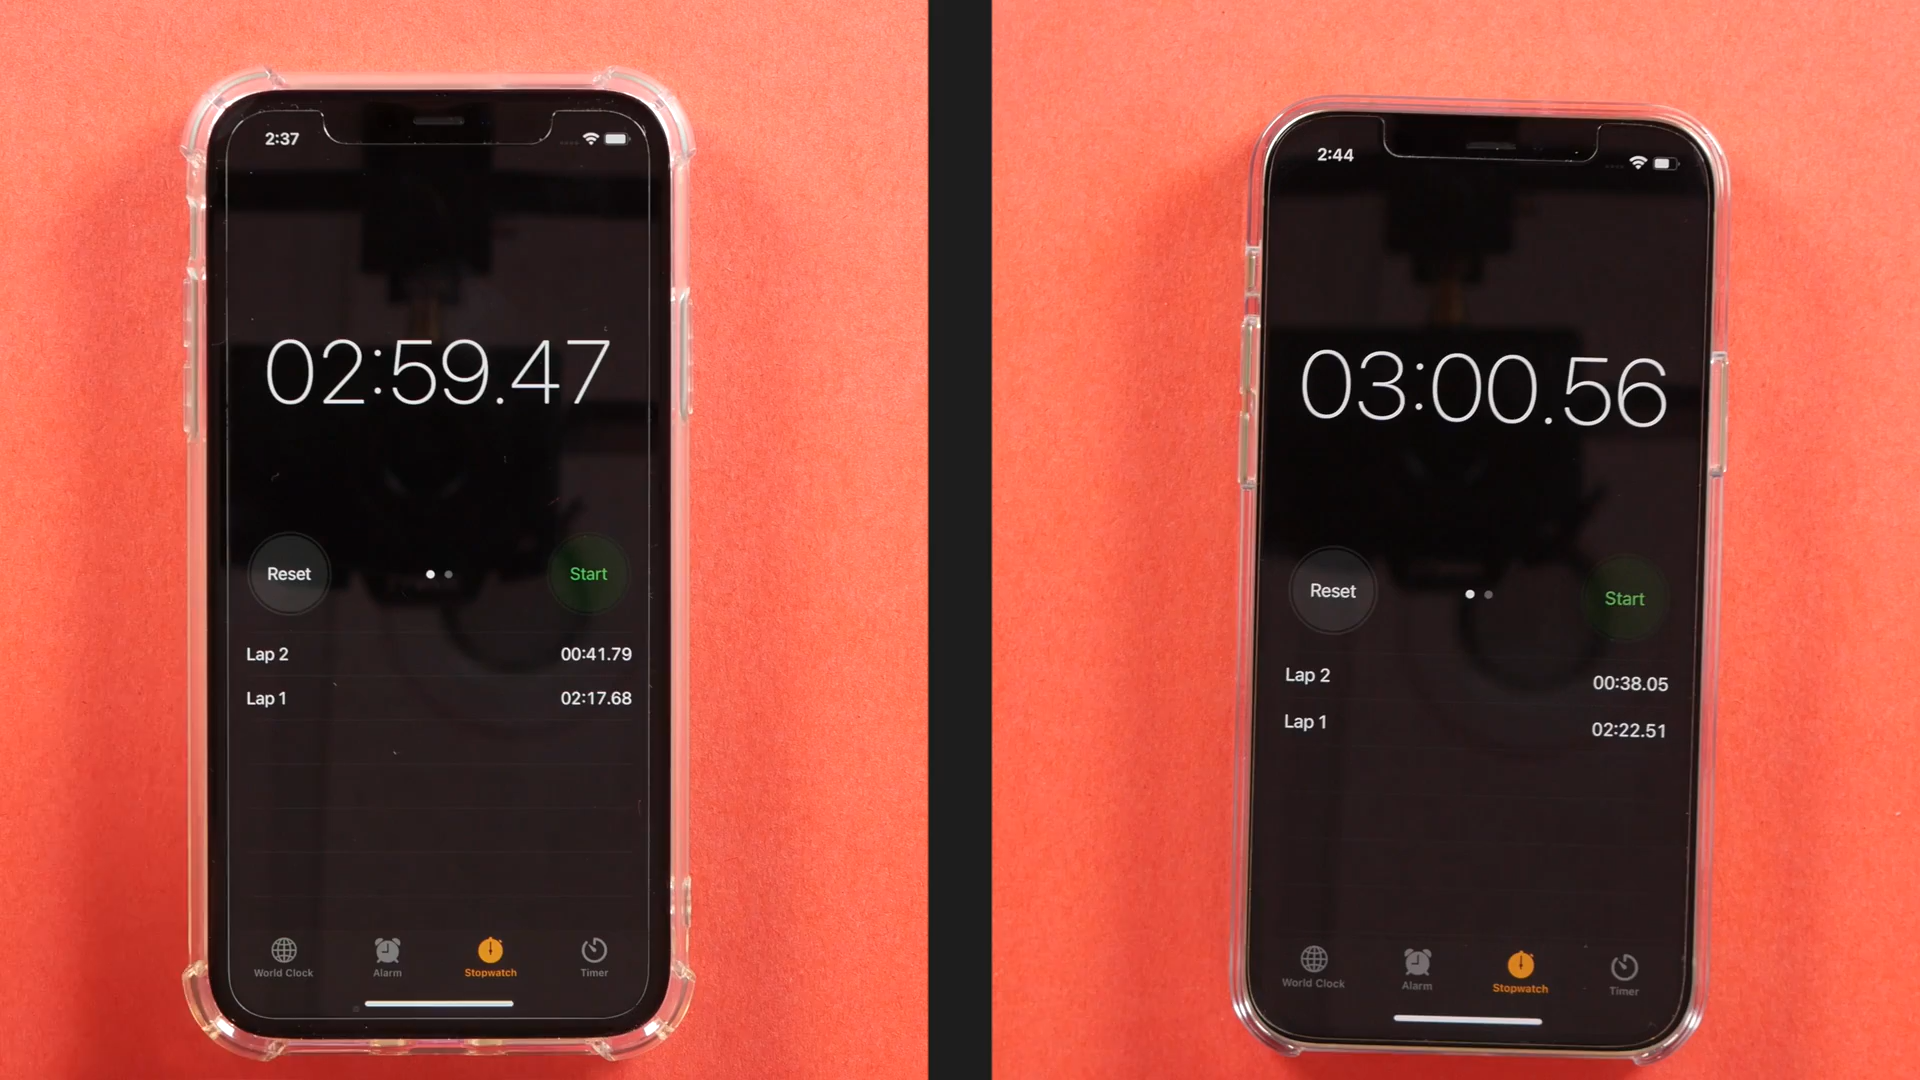 2:37
02:59.47
Reset
Start
Lap 2 00:41.79
Lap 1 02:17.68
World Clock Alarm Stopwatch Timer
2:44
03:00.56
Reset
Start
Lap 2 00:38.05
Lap 1 02:22.51
World Clock Alarm Stopwatch Timer